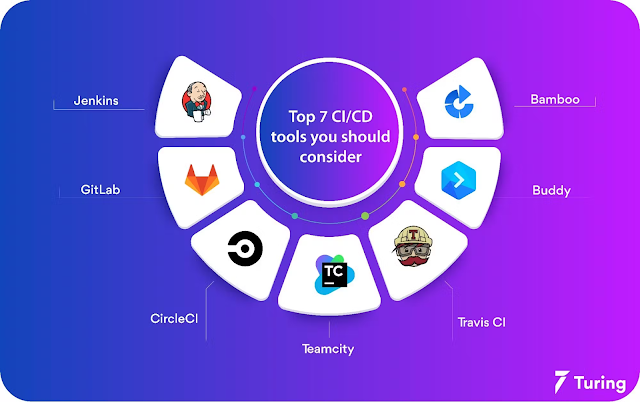 Top 7 CI/CD
tools you should
consider
Jenkins
GitLab
CircleCI
TC
Teamcity
T
Travis CI
Buddy
Bamboo
Turing